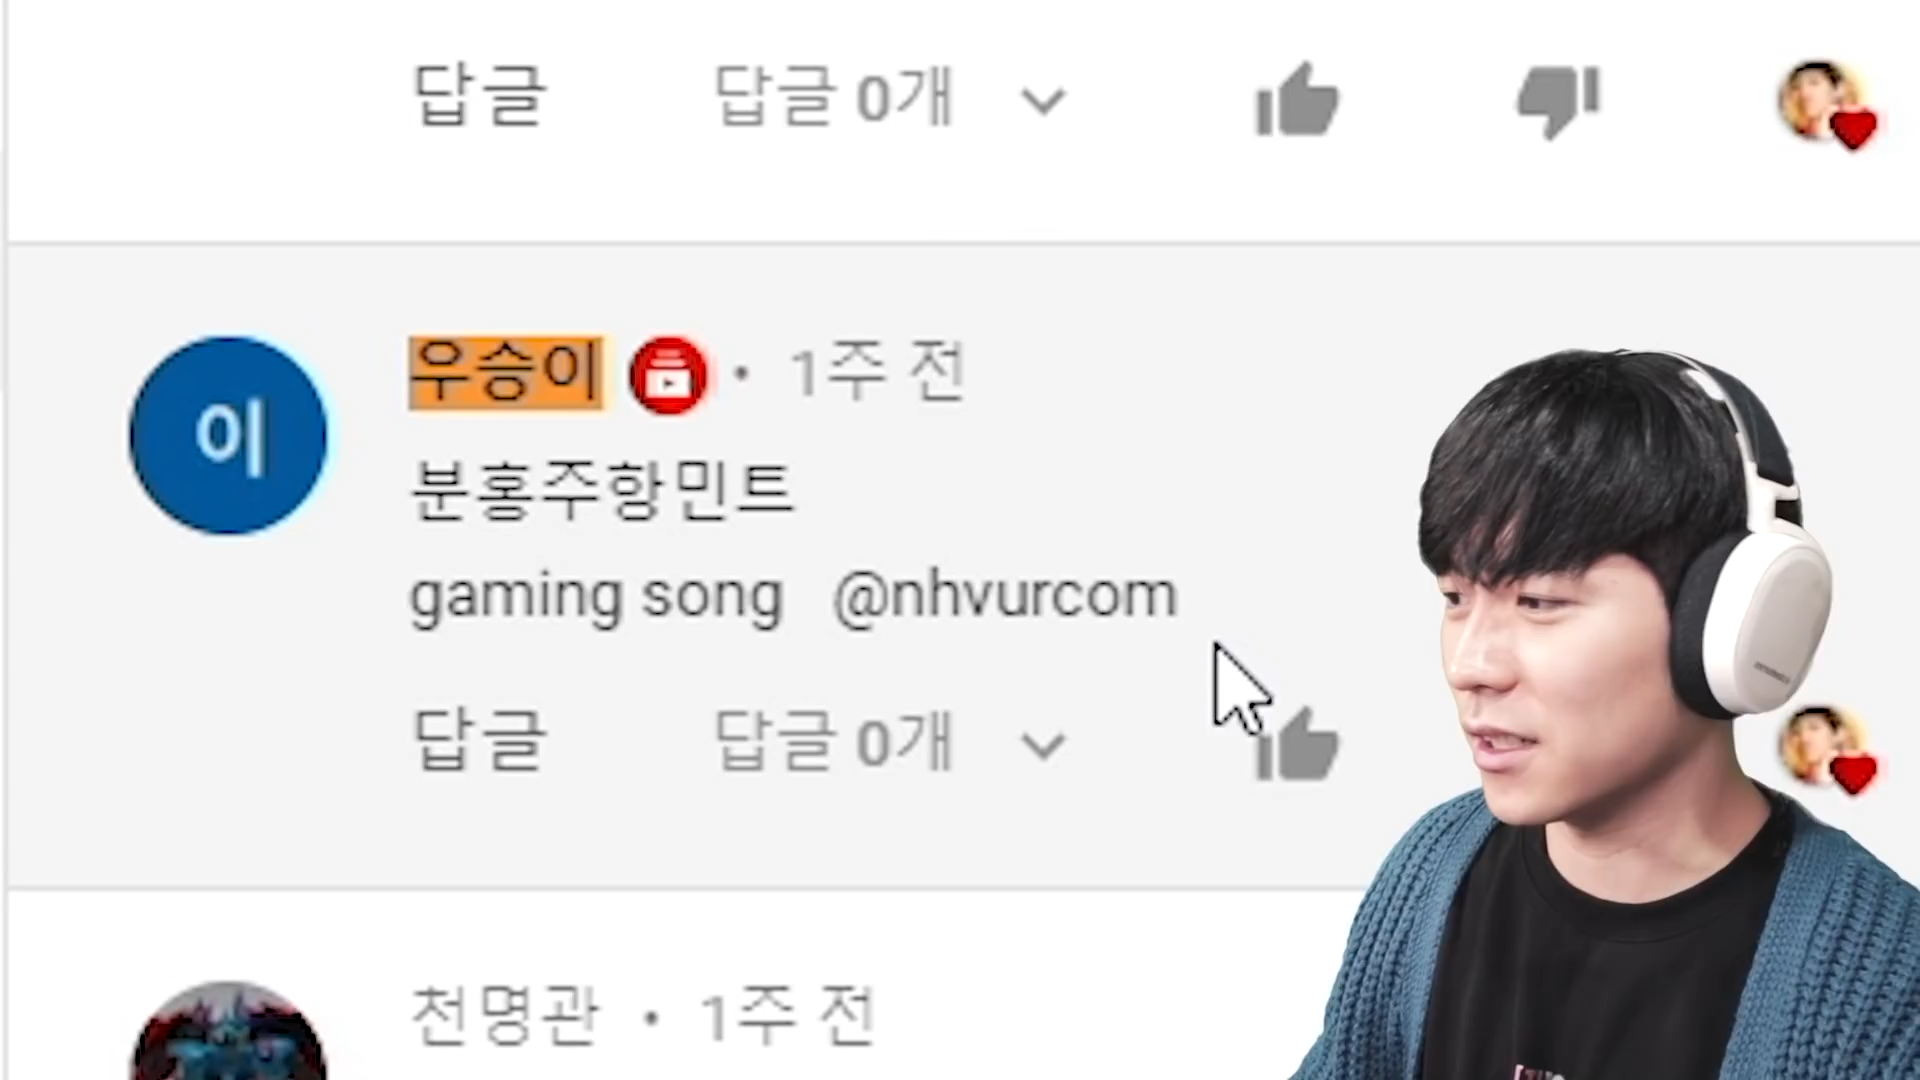 답글 답글 0개
우승이 • 1주 전
이
분홍주항민트
gaming song @nhvurcom
답글 답글 0개
천명관 • 1주 전